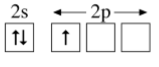 2s ← 2p →
↑↓ ↑